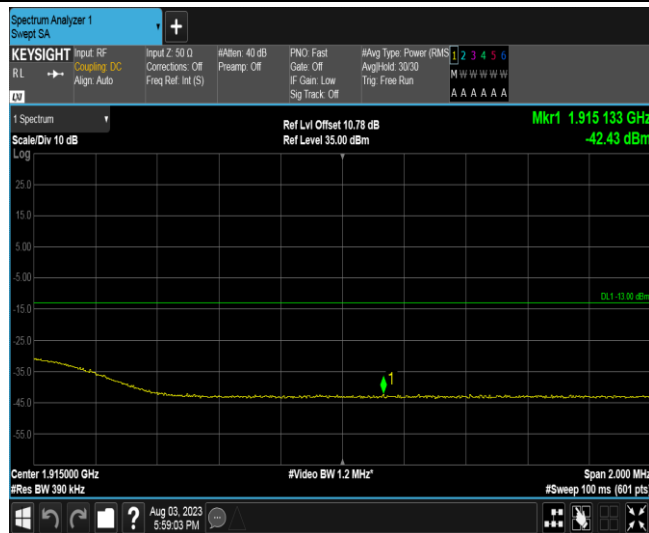 Spectrum Analyzer 1
Swept SA
+
KEYSIGHT
RL
LXI
Input: RF
Coupling: DC
Align: Auto
Input Z: 50 Ω
Corrections: Off
Freq Ref: Int (S)
#Atten: 40 dB
Preamp: Off
PNO: Fast
Gate: Off
IF Gain: Low
Sig Track: Off
#Avg Type: Power (RMS
Avg|Hold: 30/30
Trig: Free Run
1 2 3 4 5 6
M W W W W W
A A A A A A
1 Spectrum
Scale/Div 10 dB
Ref Lvl Offset 10.78 dB
Ref Level 35.00 dBm
Mkr1 1.915 133 GHz
-42.43 dBm
Log
25.0
15.0
5.00
-5.00
DL1 -13.00 dBm
-15.0
-25.0
-35.0
1
-45.0
-55.0
Center 1.915000 GHz
#Video BW 1.2 MHz*
Span 2.000 MHz
#Res BW 390 kHz
#Sweep 100 ms (601 pts)
?
Aug 03, 2023
5:59:03 PM